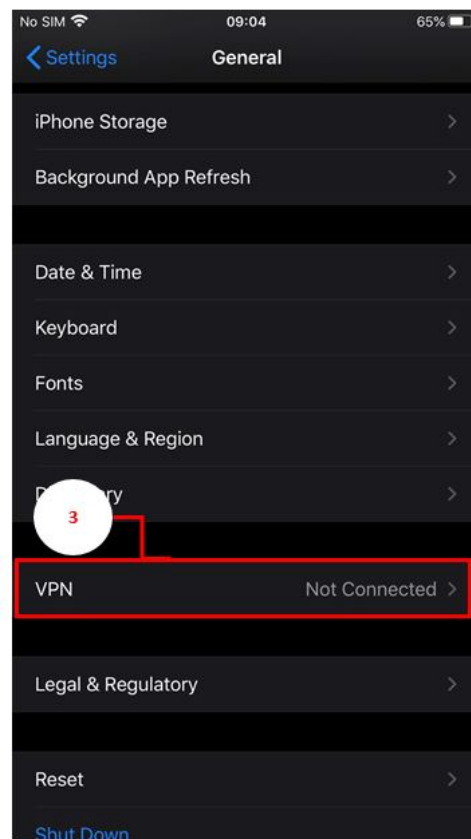 No SIM 09:04 65%
Settings General
iPhone Storage
Background App Refresh
Date & Time
Keyboard
Fonts
Language & Region
3
VPN Not Connected
Legal & Regulatory
Reset
Shut Down